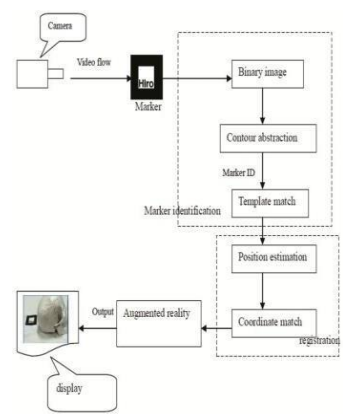 Camera
Video flow
Hiro
Marker
Binary image
Contour abstraction
Marker ID
Template match
Marker identification
Position estimation
Coordinate match
registration
Augmented reality
Output
display